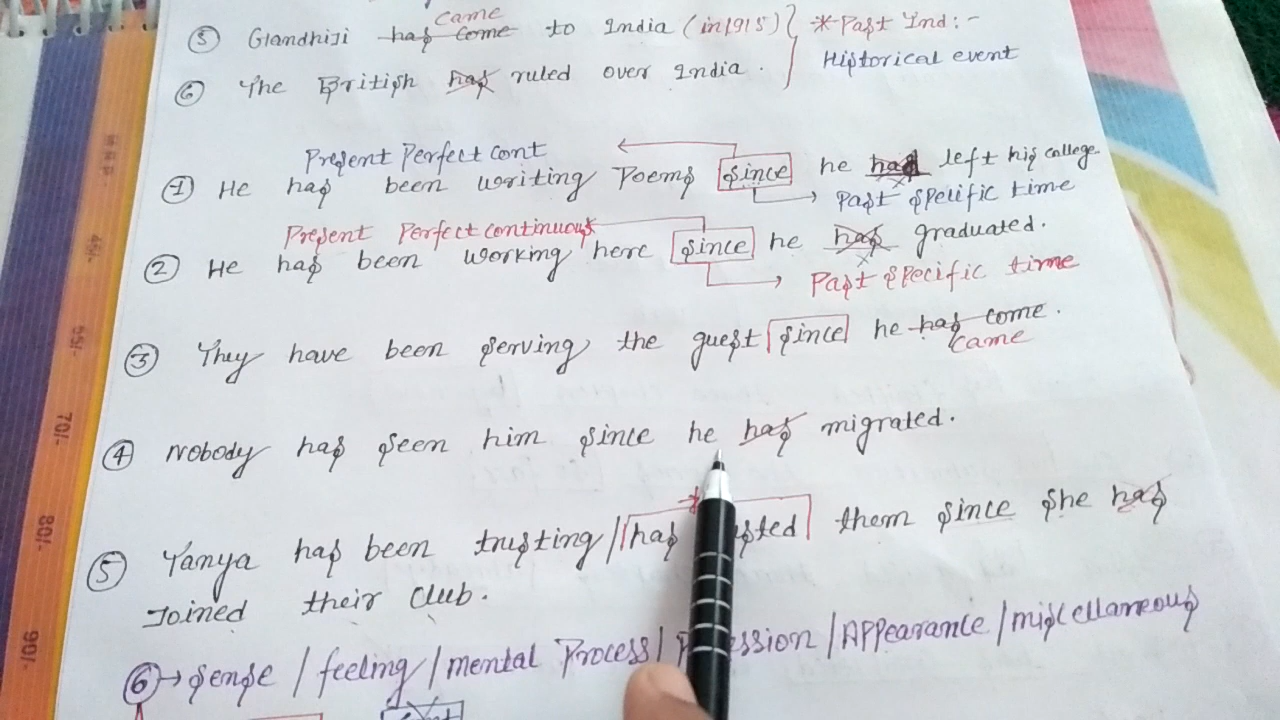 Came
⑤ Gandhiji has come to India (in 1915) } * Past Ind:-
⑥ The British has ruled over India. Historical event
Present Perfect Cont
① He has been writing Poems since he had left his college.
Past specific time
Present Perfect continuous
② He has been working here since he has graduated.
Past specific time
③ They have been serving the guest since he has come.
came
④ Nobody has seen him since he has migrated.
⑤ Tanya has been trusting / has them since she has
Joined their club.
⑥ → sense / feeling / mental Process / / Appearance / miscellaneous
90/-
80/-
70/-
55/-
45/-